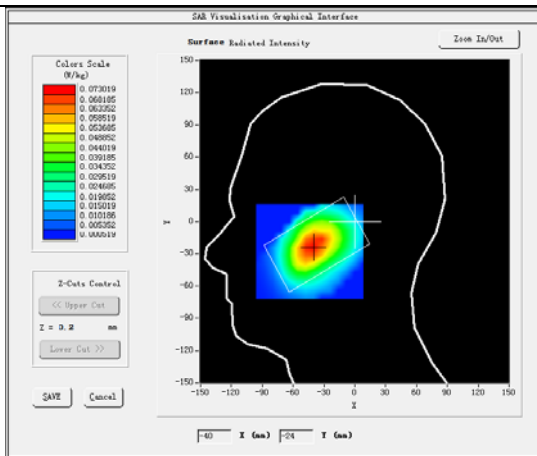 SAR Visualisation Graphical Interface
Surface Radiated Intensity
Zoom In/Out
Colors Scale
(W/kg)
0.073019
0.068185
0.063352
0.058519
0.053685
0.048852
0.044019
0.039185
0.034352
0.029519
0.024685
0.019852
0.015019
0.010186
0.005352
0.000519
Z-Cuts Control
<< Upper Cut
Z = 3.2 mm
Lower Cut >>
SAVE Cancel
150
120
90
60
30
0
-30
-60
-90
-120
-150
Y
-150 -120 -90 -60 -30 0 30 60 90 120 150
X
-40 X (mm) -24 Y (mm)